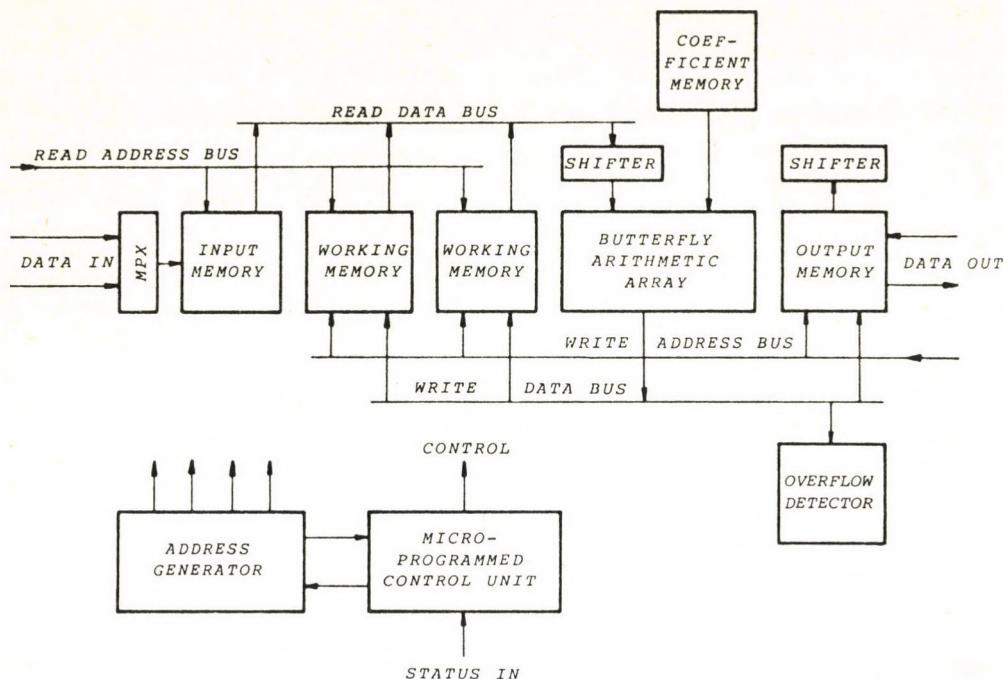 COEF-
FICIENT
MEMORY
READ DATA BUS
READ ADDRESS BUS
SHIFTER
SHIFTER
DATA IN
MPX
INPUT
MEMORY
WORKING
MEMORY
WORKING
MEMORY
BUTTERFLY
ARITHMETIC
ARRAY
OUTPUT
MEMORY
DATA OUT
WRITE ADDRESS BUS
WRITE DATA BUS
CONTROL
OVERFLOW
DETECTOR
ADDRESS
GENERATOR
MICRO-
PROGRAMMED
CONTROL UNIT
STATUS IN